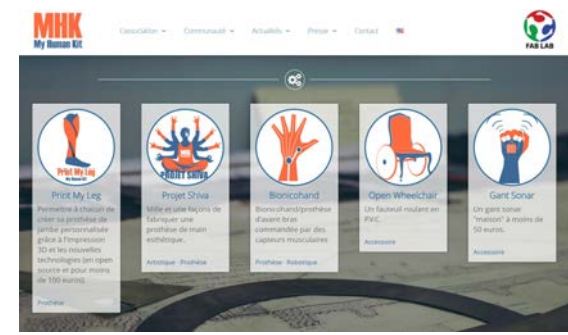 MHK
My Human Kit
L'association
Communauté
Actualités
Presse
Contact
FAB LAB
Print My Leg
My Human Kit
Print My Leg
Permettre à chacun de
créer sa prothèse de
jambe personnalisée
grâce à l'impression
3D et les nouvelles
technologies (en open
source et pour moins
de 100 euros).
Prothèse
PROJET SHIVA
Projet Shiva
Mille et une façons de
fabriquer une
prothèse de main
esthétique.
Artistique · Prothèse
Bionicohand
Bionicohand/prothèse
d'avant bras
commandée par des
capteurs musculaires
Prothèse · Robotique
Open Wheelchair
Un fauteuil roulant en
P.V.C.
Accessoire
Gant Sonar
Un gant sonar
"maison" à moins de
50 euros.
Accessoire